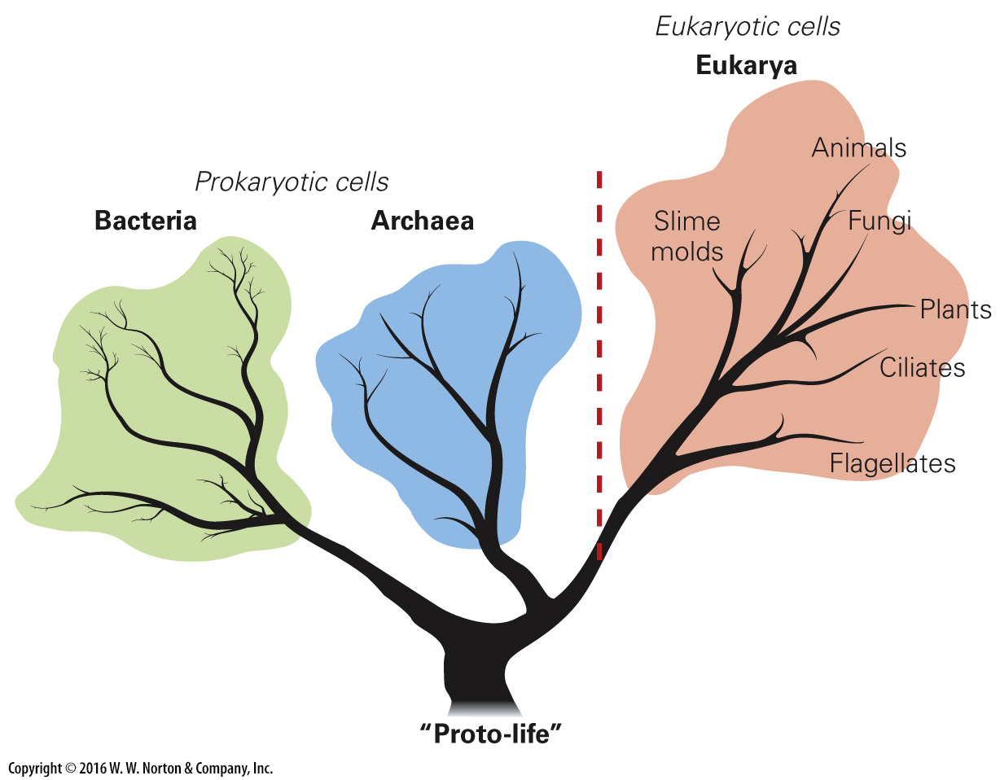 Eukaryotic cells
Eukarya
Animals
Prokaryotic cells
Bacteria
Archaea
Slime
molds
Fungi
Plants
Ciliates
Flagellates
“Proto-life”
Copyright © 2016 W. W. Norton & Company, Inc.